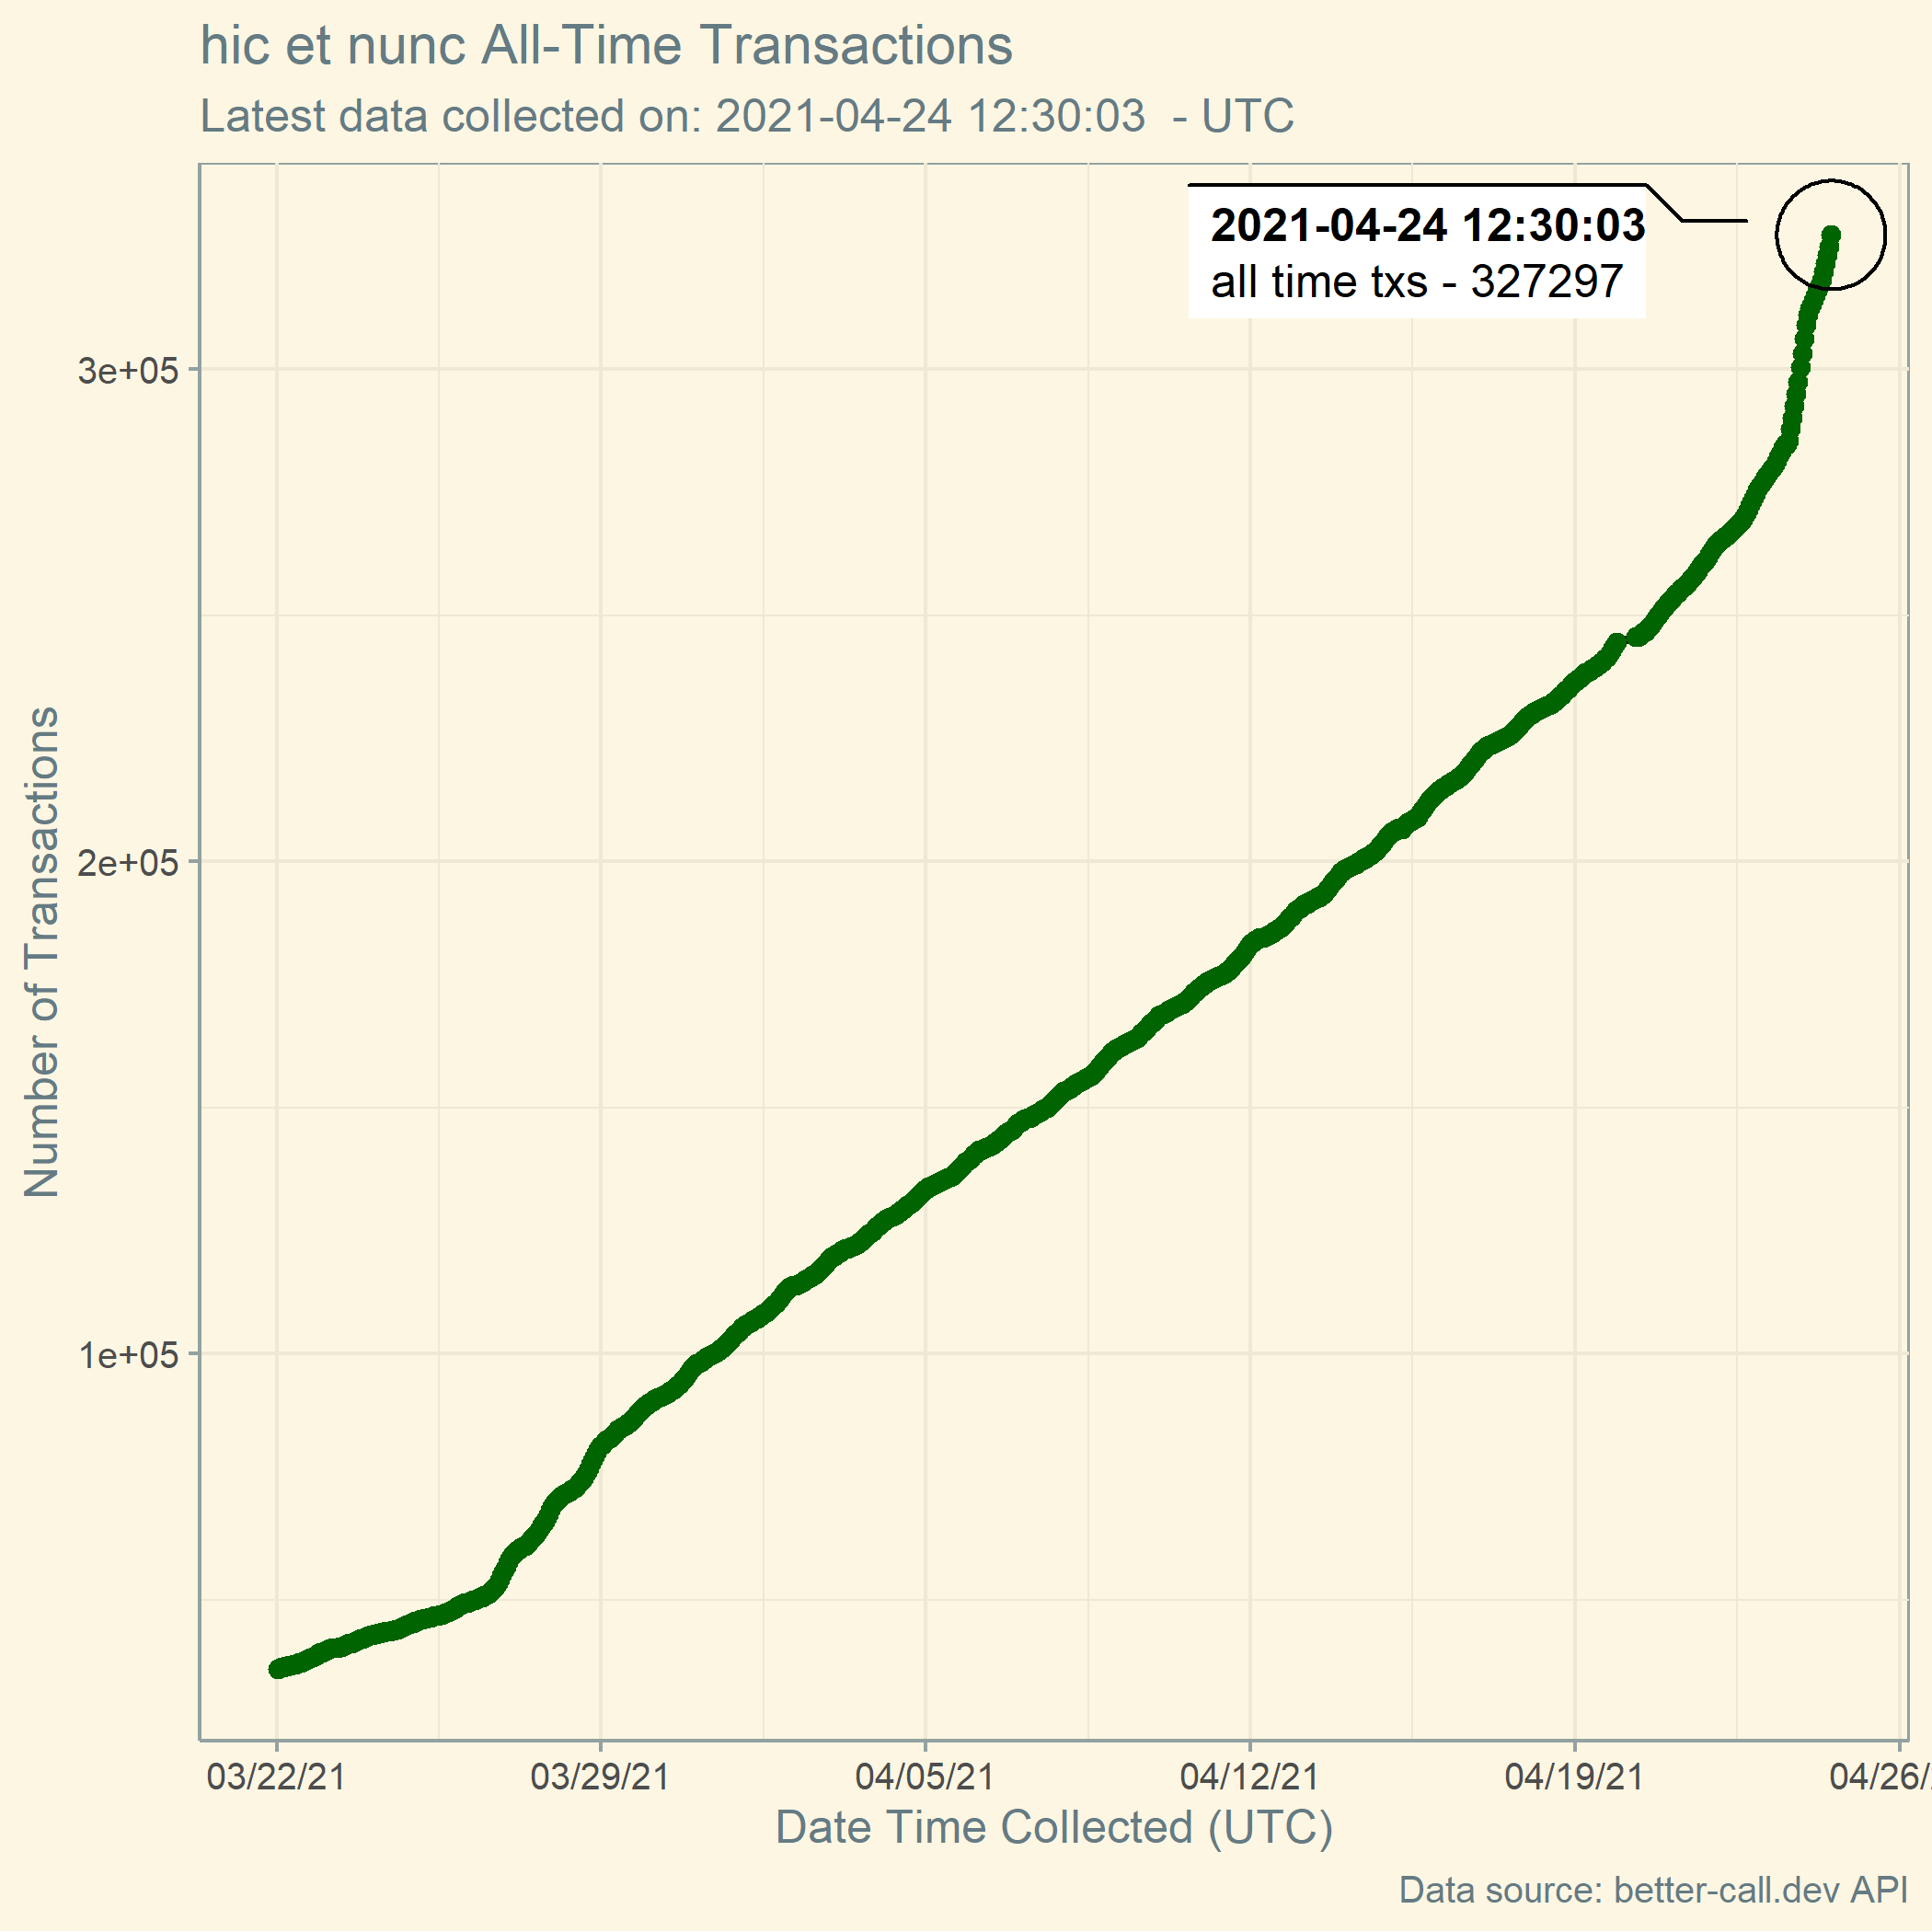 hic et nunc All-Time Transactions
Latest data collected on: 2021-04-24 12:30:03 - UTC
2021-04-24 12:30:03
all time txs - 327297
3e+05
2e+05
1e+05
Number of Transactions
03/22/21
03/29/21
04/05/21
04/12/21
04/19/21
04/26/
Date Time Collected (UTC)
Data source: better-call.dev API